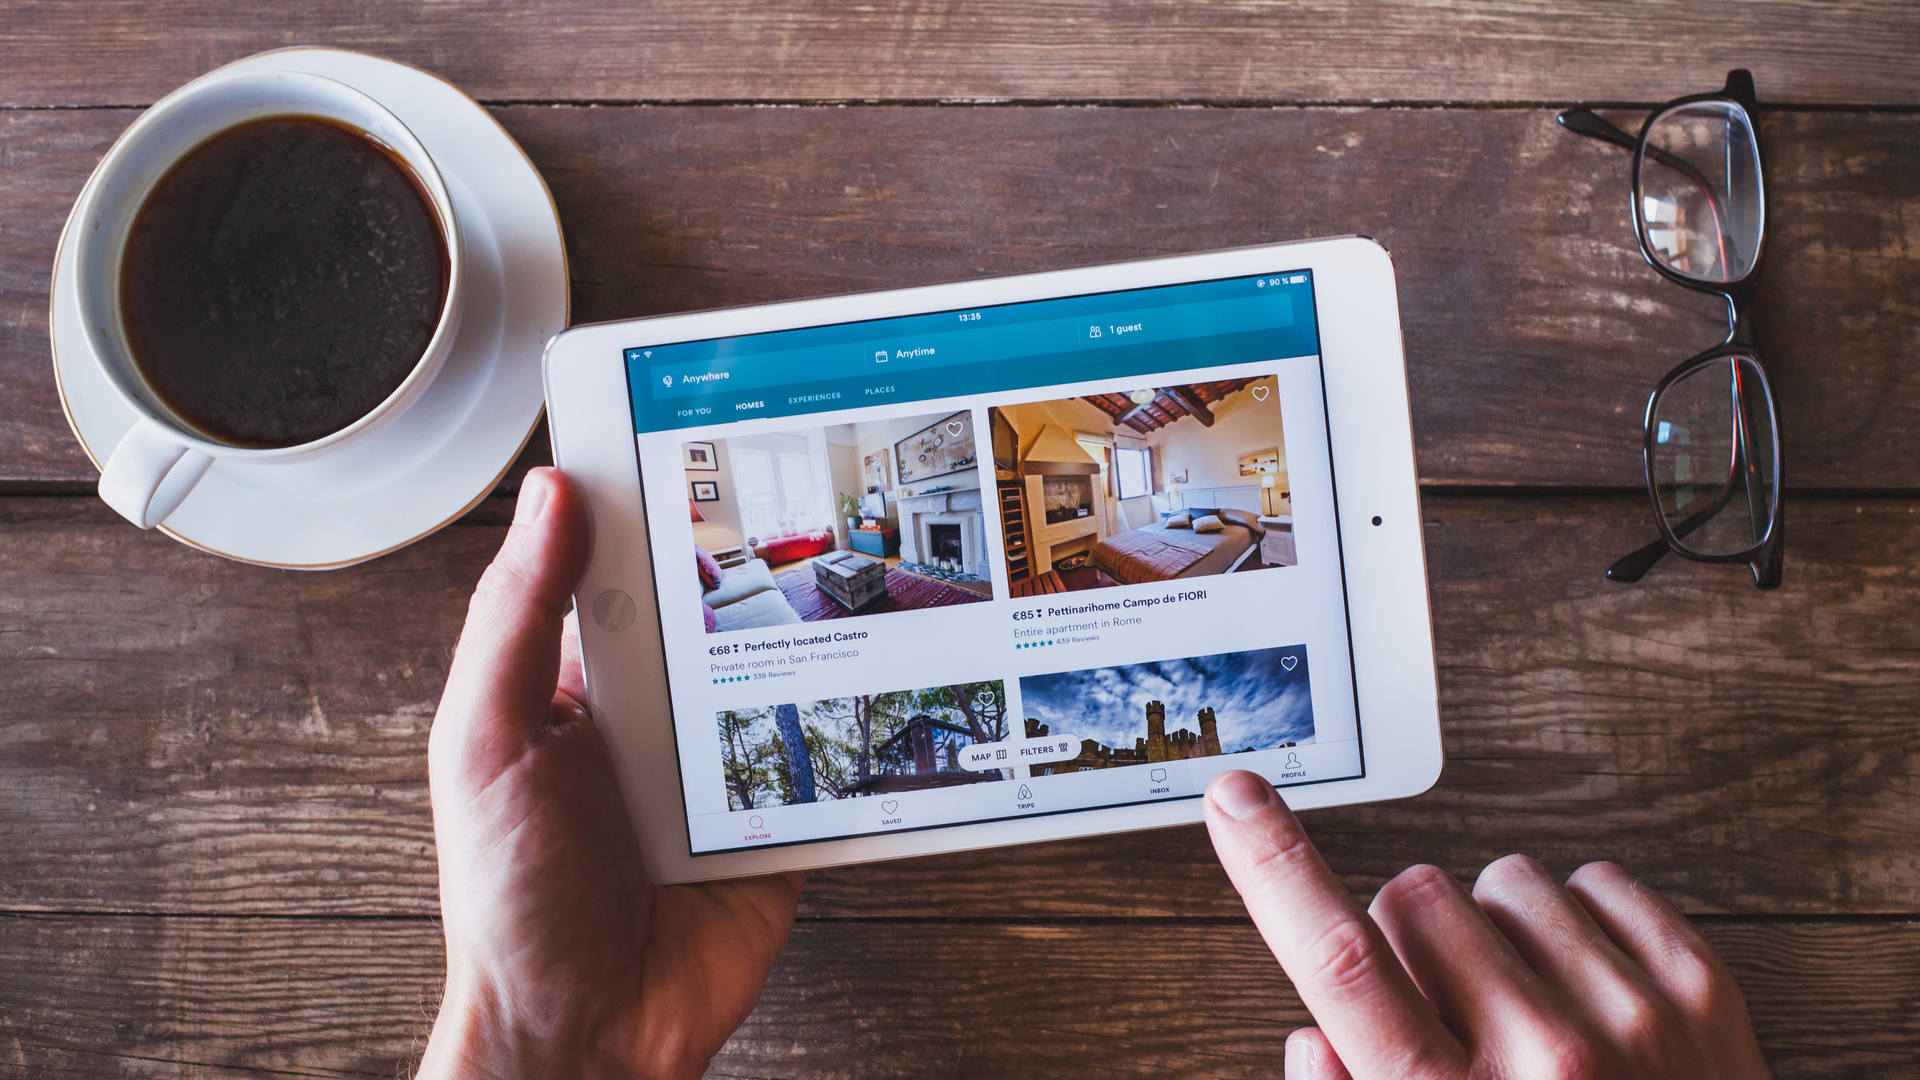 13:35
90 %
Anywhere
Anytime
1 guest
FOR YOU
HOMES
EXPERIENCES
PLACES
€68 Perfectly located Castro
Private room in San Francisco
338 Reviews
€85 Pettinarihome Campo de FIORI
Entire apartment in Rome
439 Reviews
MAP
FILTERS
EXPLORE
SAVED
TRIPS
INBOX
PROFILE